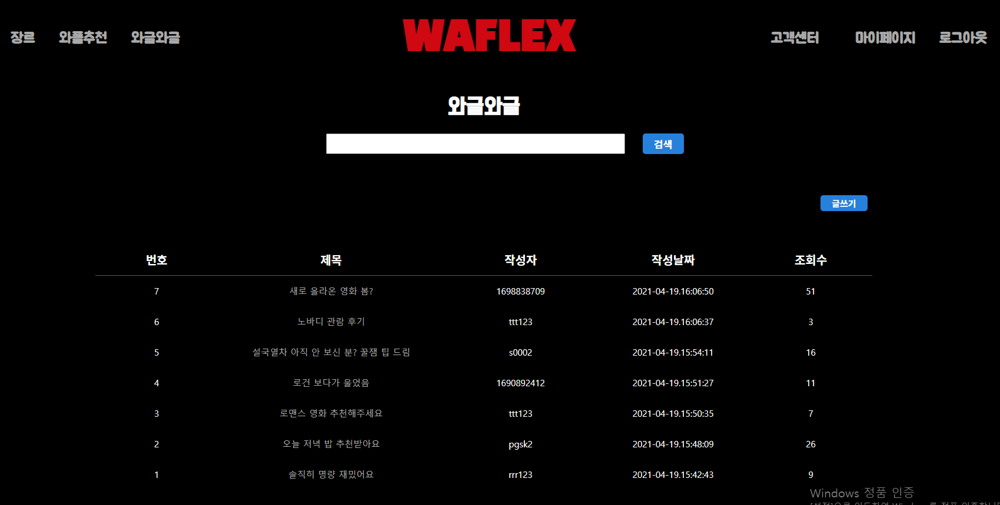 장르 와플추천 와글와글 WAFLEX 고객센터 마이페이지 로그아웃
와글와글
검색
글쓰기
번호 제목 작성자 작성날짜 조회수
7 새로 올라온 영화 봄? 1698838709 2021-04-19.16:06:50 51
6 노바디 관람 후기 ttt123 2021-04-19.16:06:37 3
5 설국열차 아직 안 보신 분? 꿀잼 팁 드림 s0002 2021-04-19.15:54:11 16
4 로건 보다가 울었음 1690892412 2021-04-19.15:51:27 11
3 로맨스 영화 추천해주세요 ttt123 2021-04-19.15:50:35 7
2 오늘 저녁 밥 추천받아요 pgsk2 2021-04-19.15:48:09 26
1 솔직히 명량 재밌어요 rrr123 2021-04-19.15:42:43 9
Windows 정품 인증